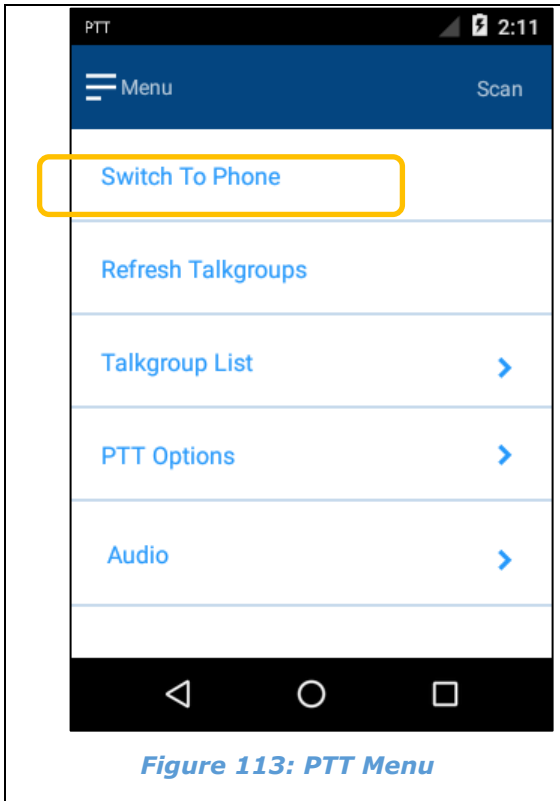 PTT 2:11
Menu Scan
Switch To Phone
Refresh Talkgroups
Talkgroup List
PTT Options
Audio
Figure 113: PTT Menu